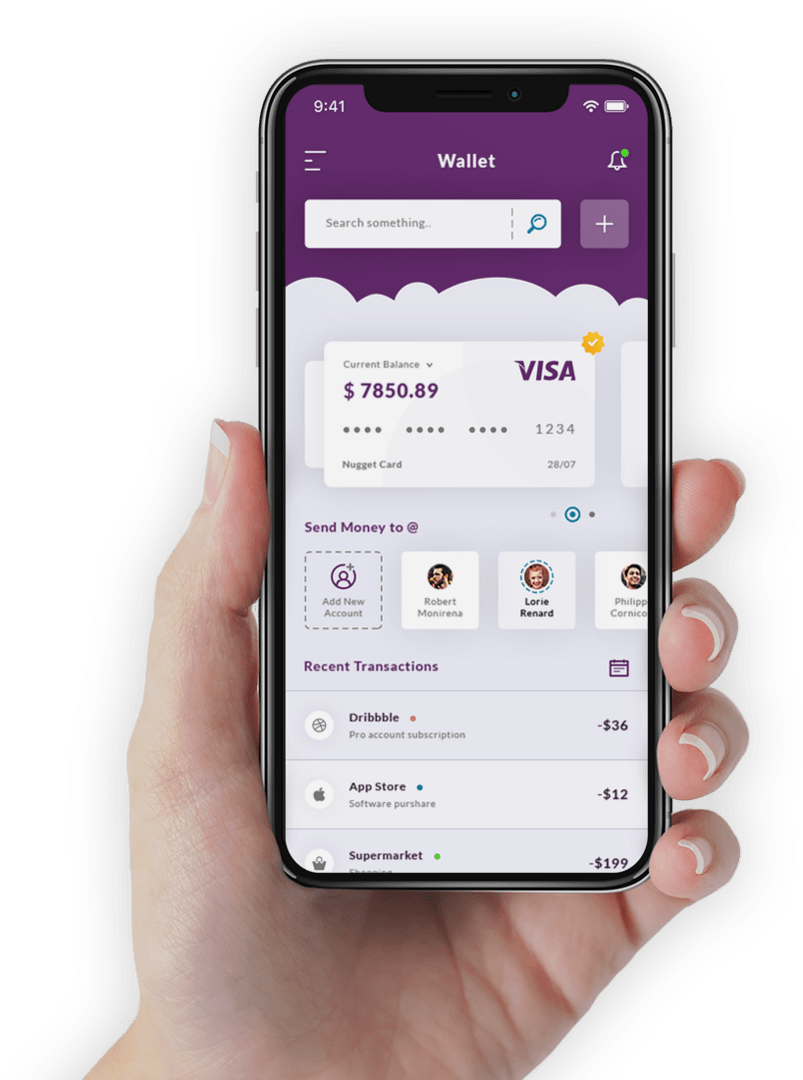 9:41
Wallet
Search something..
Current Balance
VISA
$ 7850.89
1234
Nugget Card
28/07
Send Money to @
Add New
Account
Robert
Monirena
Lorie
Renard
Philipp
Cornico
Recent Transactions
Dribbble
Pro account subscription
-$36
App Store
Software purshare
-$12
Supermarket
-$199
Shopping